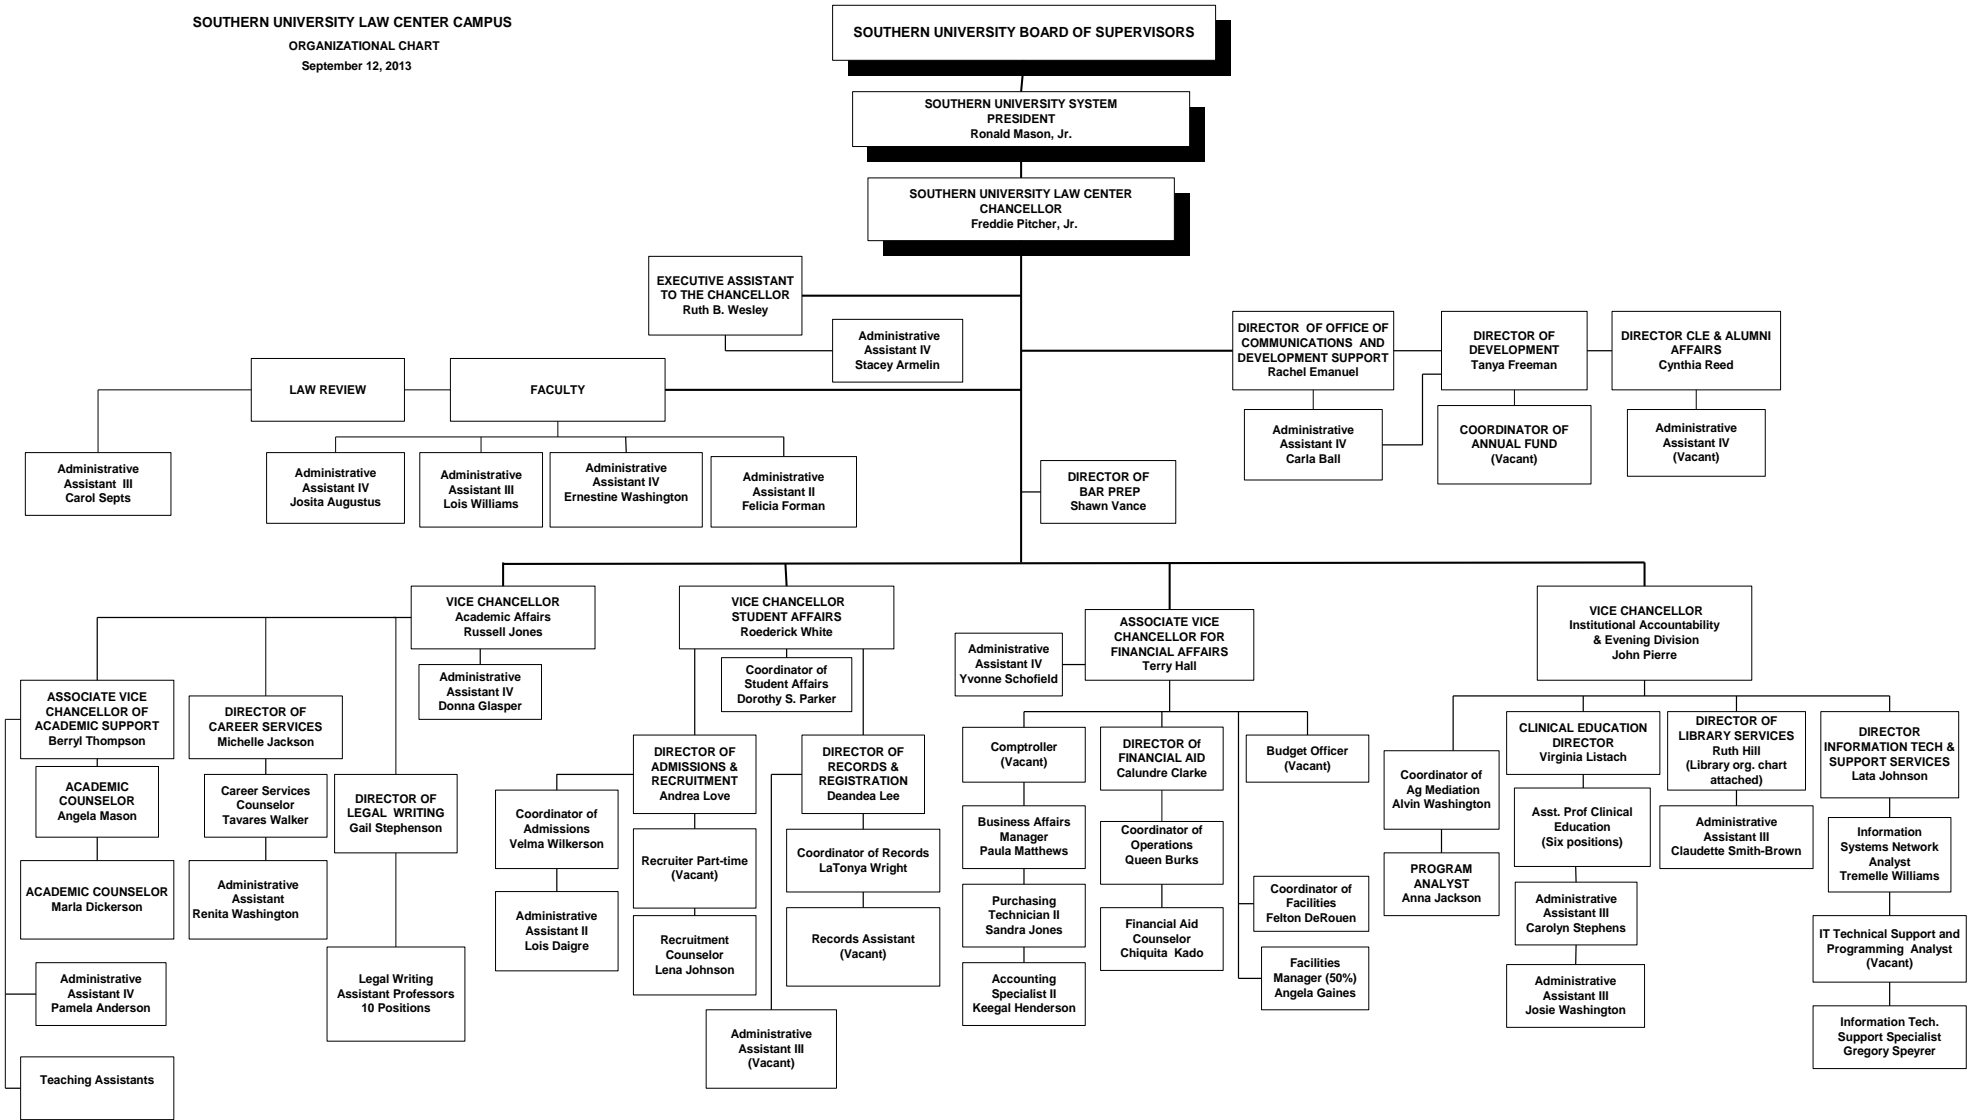 SOUTHERN UNIVERSITY LAW CENTER CAMPUS
ORGANIZATIONAL CHART
September 12, 2013
SOUTHERN UNIVERSITY BOARD OF SUPERVISORS
SOUTHERN UNIVERSITY SYSTEM
PRESIDENT
Ronald Mason, Jr.
SOUTHERN UNIVERSITY LAW CENTER
CHANCELLOR
Freddie Pitcher, Jr.
EXECUTIVE ASSISTANT
TO THE CHANCELLOR
Ruth B. Wesley
Administrative
Assistant IV
Stacey Armelin
DIRECTOR OF OFFICE OF
COMMUNICATIONS AND
DEVELOPMENT SUPPORT
Rachel Emanuel
DIRECTOR OF
DEVELOPMENT
Tanya Freeman
DIRECTOR CLE & ALUMNI
AFFAIRS
Cynthia Reed
LAW REVIEW
FACULTY
Administrative
Assistant IV
Carla Ball
COORDINATOR OF
ANNUAL FUND
(Vacant)
Administrative
Assistant IV
(Vacant)
Administrative
Assistant III
Carol Septs
Administrative
Assistant IV
Josita Augustus
Administrative
Assistant III
Lois Williams
Administrative
Assistant IV
Ernestine Washington
Administrative
Assistant II
Felicia Forman
DIRECTOR OF
BAR PREP
Shawn Vance
VICE CHANCELLOR
Academic Affairs
Russell Jones
VICE CHANCELLOR
STUDENT AFFAIRS
Roederick White
ASSOCIATE VICE
CHANCELLOR FOR
FINANCIAL AFFAIRS
Terry Hall
VICE CHANCELLOR
Institutional Accountability
& Evening Division
John Pierre
Administrative
Assistant IV
Donna Glasper
Coordinator of
Student Affairs
Dorothy S. Parker
Administrative
Assistant IV
Yvonne Schofield
ASSOCIATE VICE
CHANCELLOR OF
ACADEMIC SUPPORT
Berryl Thompson
DIRECTOR OF
CAREER SERVICES
Michelle Jackson
DIRECTOR OF
LEGAL WRITING
Gail Stephenson
ACADEMIC
COUNSELOR
Angela Mason
Career Services
Counselor
Tavares Walker
ACADEMIC COUNSELOR
Marla Dickerson
Administrative
Assistant
Renita Washington
Administrative
Assistant IV
Pamela Anderson
Legal Writing
Assistant Professors
10 Positions
Teaching Assistants
DIRECTOR OF
ADMISSIONS &
RECRUITMENT
Andrea Love
DIRECTOR OF
RECORDS &
REGISTRATION
Deandea Lee
Coordinator of
Admissions
Velma Wilkerson
Recruiter Part-time
(Vacant)
Coordinator of Records
LaTonya Wright
Administrative
Assistant II
Lois Daigre
Recruitment
Counselor
Lena Johnson
Records Assistant
(Vacant)
Administrative
Assistant III
(Vacant)
Comptroller
(Vacant)
DIRECTOR Of
FINANCIAL AID
Calundre Clarke
Budget Officer
(Vacant)
Business Affairs
Manager
Paula Matthews
Coordinator of
Operations
Queen Burks
Purchasing
Technician II
Sandra Jones
Financial Aid
Counselor
Chiquita Kado
Coordinator of
Facilities
Felton DeRouen
Accounting
Specialist II
Keegal Henderson
Facilities
Manager (50%)
Angela Gaines
Coordinator of
Ag Mediation
Alvin Washington
CLINICAL EDUCATION
DIRECTOR
Virginia Listach
DIRECTOR OF
LIBRARY SERVICES
Ruth Hill
(Library org. chart
attached)
DIRECTOR
INFORMATION TECH &
SUPPORT SERVICES
Lata Johnson
PROGRAM
ANALYST
Anna Jackson
Asst. Prof Clinical
Education
(Six positions)
Administrative
Assistant III
Claudette Smith-Brown
Information
Systems Network
Analyst
Tremelle Williams
Administrative
Assistant III
Carolyn Stephens
IT Technical Support and
Programming Analyst
(Vacant)
Administrative
Assistant III
Josie Washington
Information Tech.
Support Specialist
Gregory Speyrer